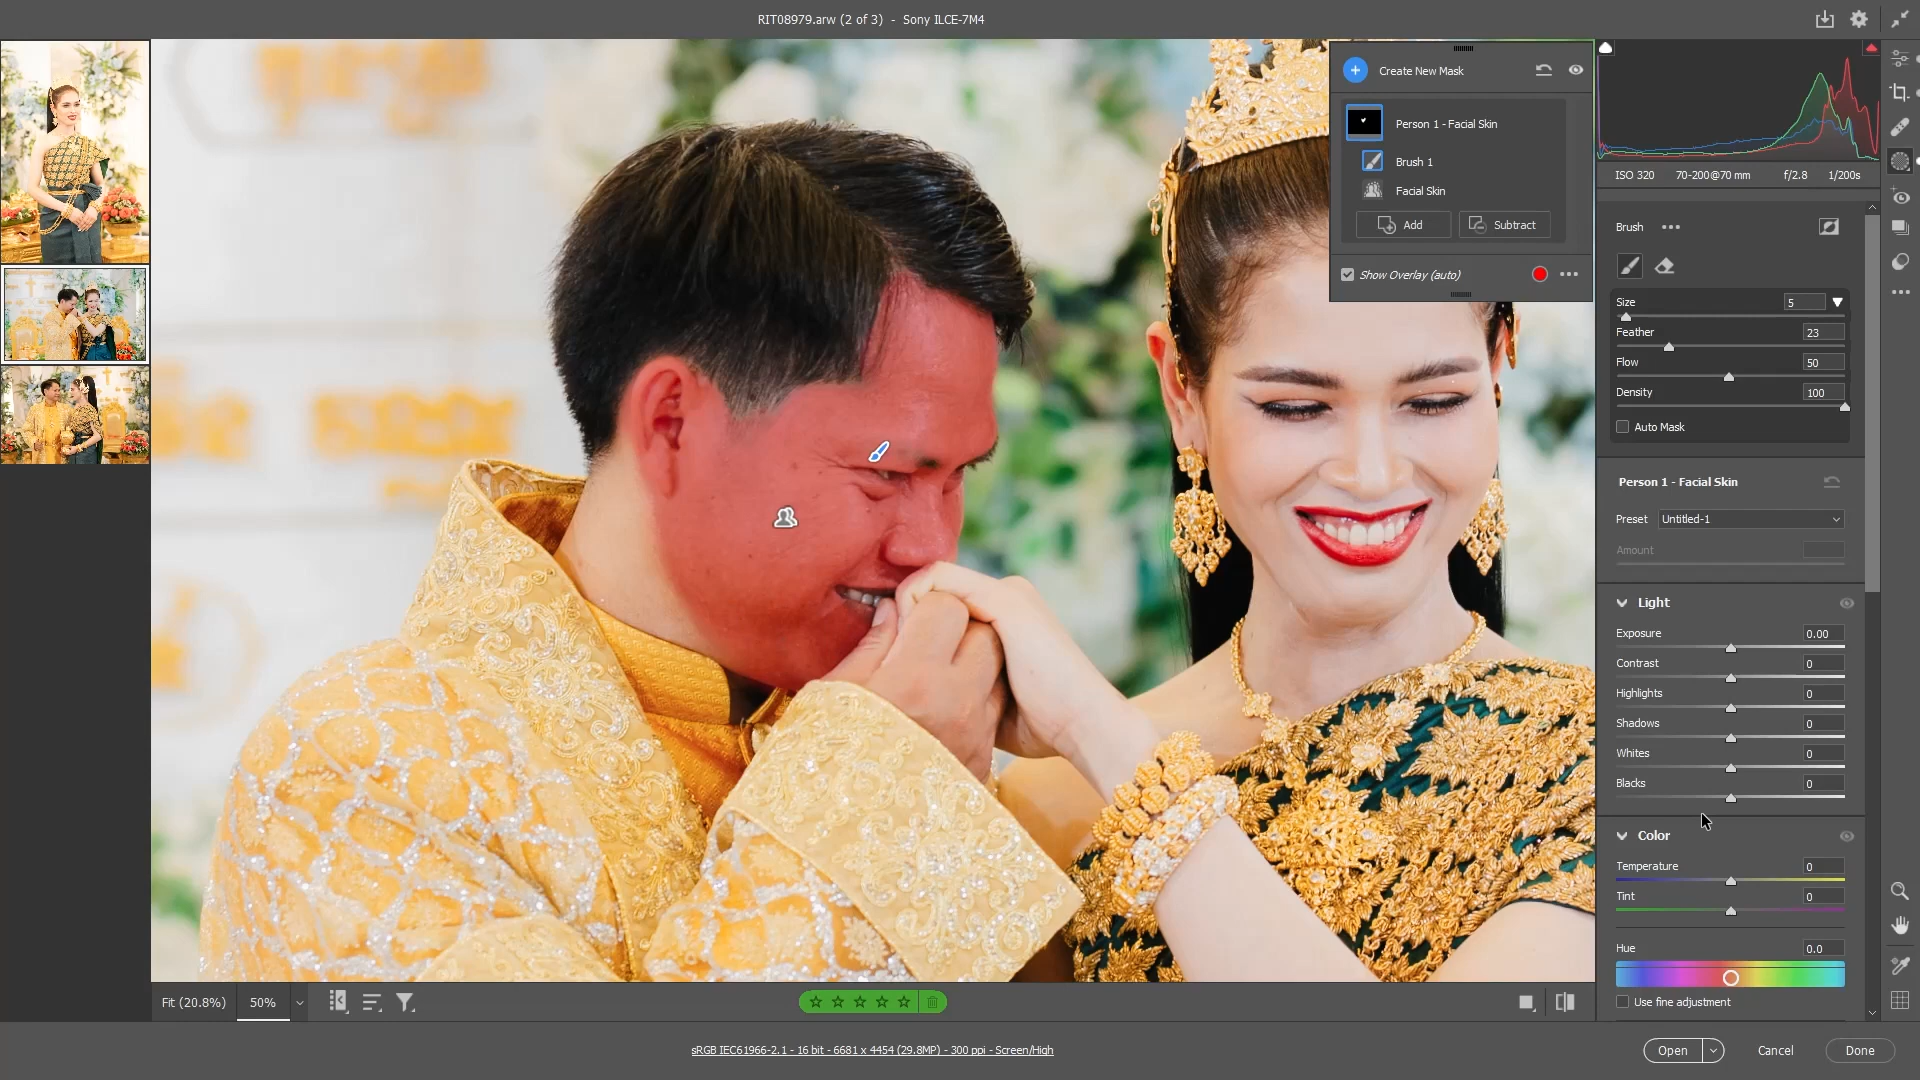 RIT08979.arw (2 of 3)  -  Sony ILCE-7M4
Create New Mask
Person 1 - Facial Skin
Brush 1
Facial Skin
Add
Subtract
Show Overlay (auto)
ISO 320
70-200@70 mm
f/2.8
1/200s
Brush
Size
5
Feather
23
Flow
50
Density
100
Auto Mask
Person 1 - Facial Skin
Preset
Untitled-1
Amount
Light
Exposure
0.00
Contrast
0
Highlights
0
Shadows
0
Whites
0
Blacks
0
Color
Temperature
0
Tint
0
Hue
0.0
Use fine adjustment
Fit (20.8%)
50%
sRGB IEC61966-2.1 - 16 bit - 6681 x 4454 (29.8MP) - 300 ppi - Screen/High
Open
Cancel
Done